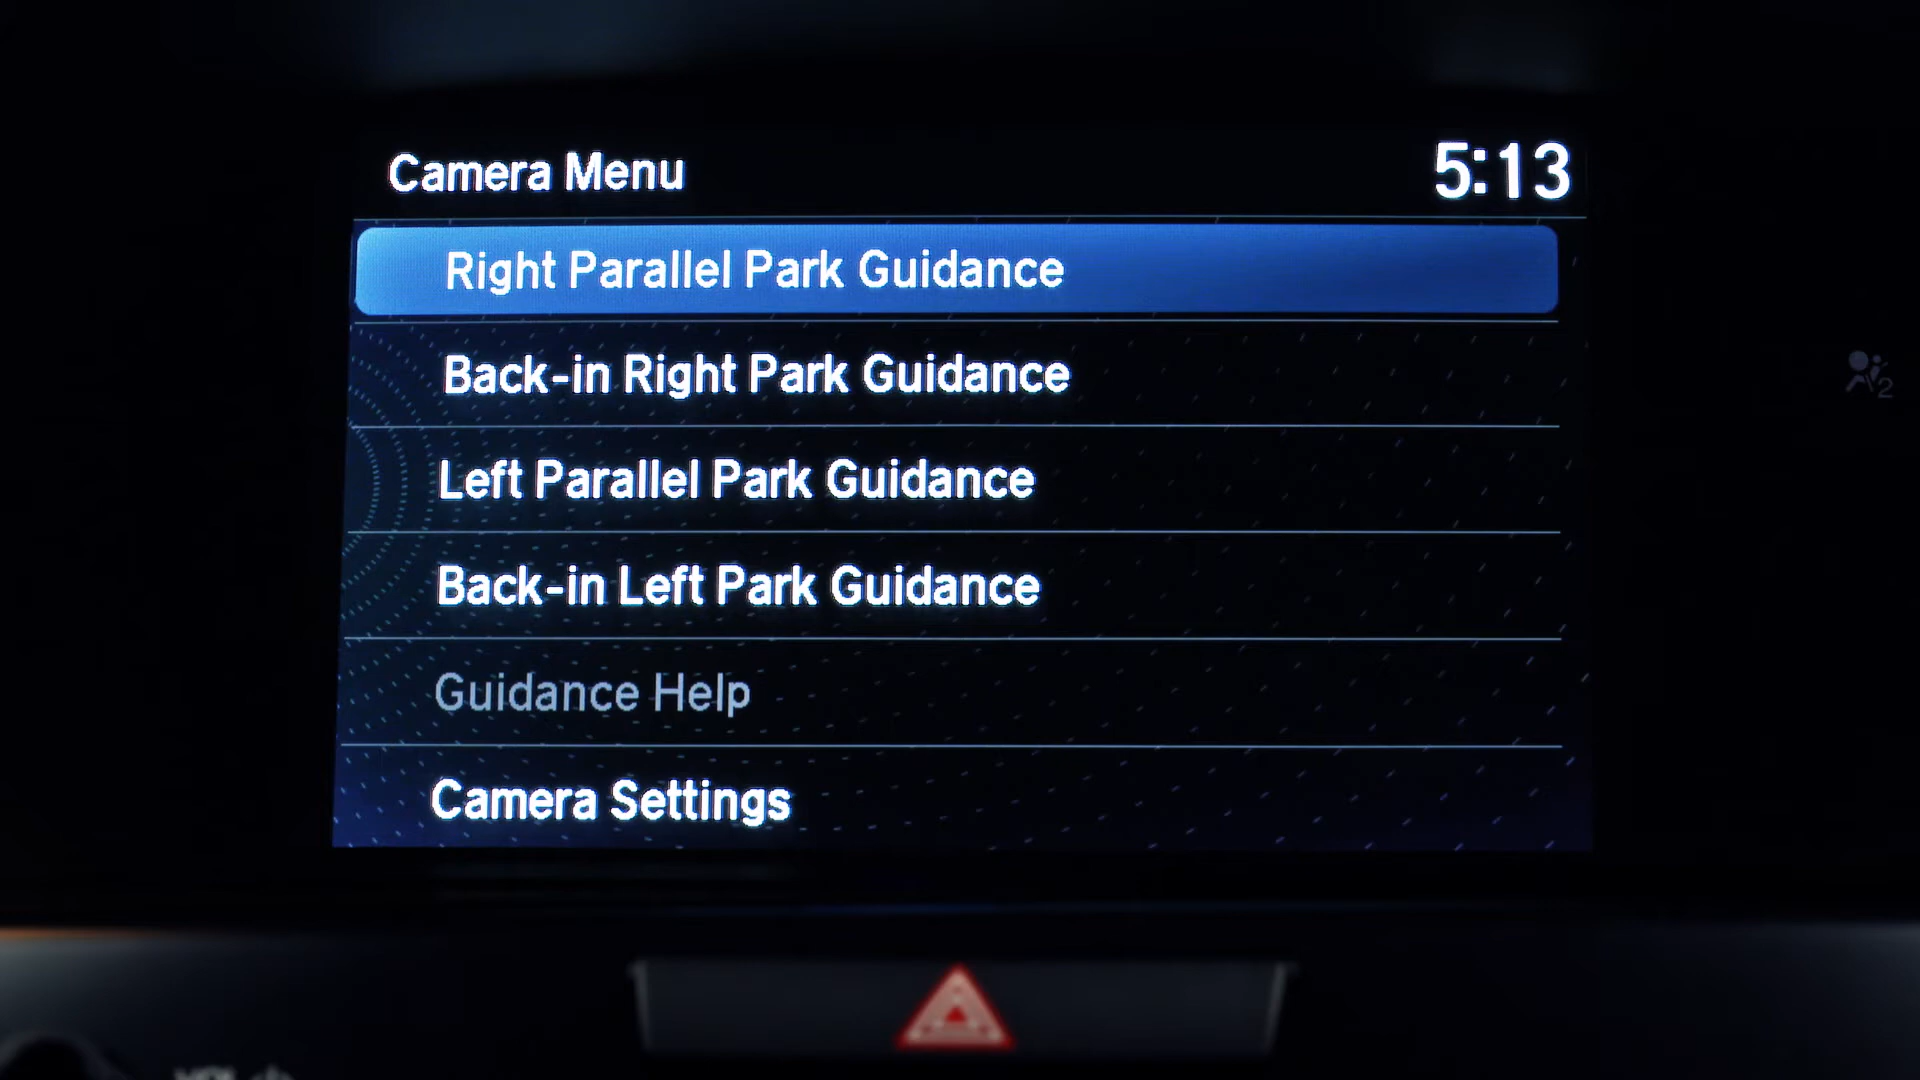 Camera Menu
5:13
Right Parallel Park Guidance
Back-in Right Park Guidance
Left Parallel Park Guidance
Back-in Left Park Guidance
Guidance Help
Camera Settings
2